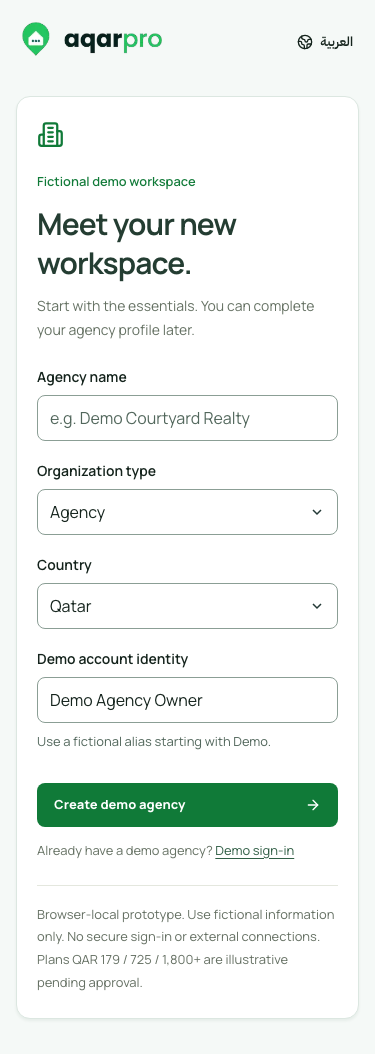 aqarpro
العربية
Fictional demo workspace
Meet your new
workspace.
Start with the essentials. You can complete
your agency profile later.
Agency name
e.g. Demo Courtyard Realty
Organization type
Agency
Country
Qatar
Demo account identity
Demo Agency Owner
Use a fictional alias starting with Demo.
Create demo agency
Already have a demo agency? Demo sign-in
Browser-local prototype. Use fictional information
only. No secure sign-in or external connections.
Plans QAR 179 / 725 / 1,800+ are illustrative
pending approval.